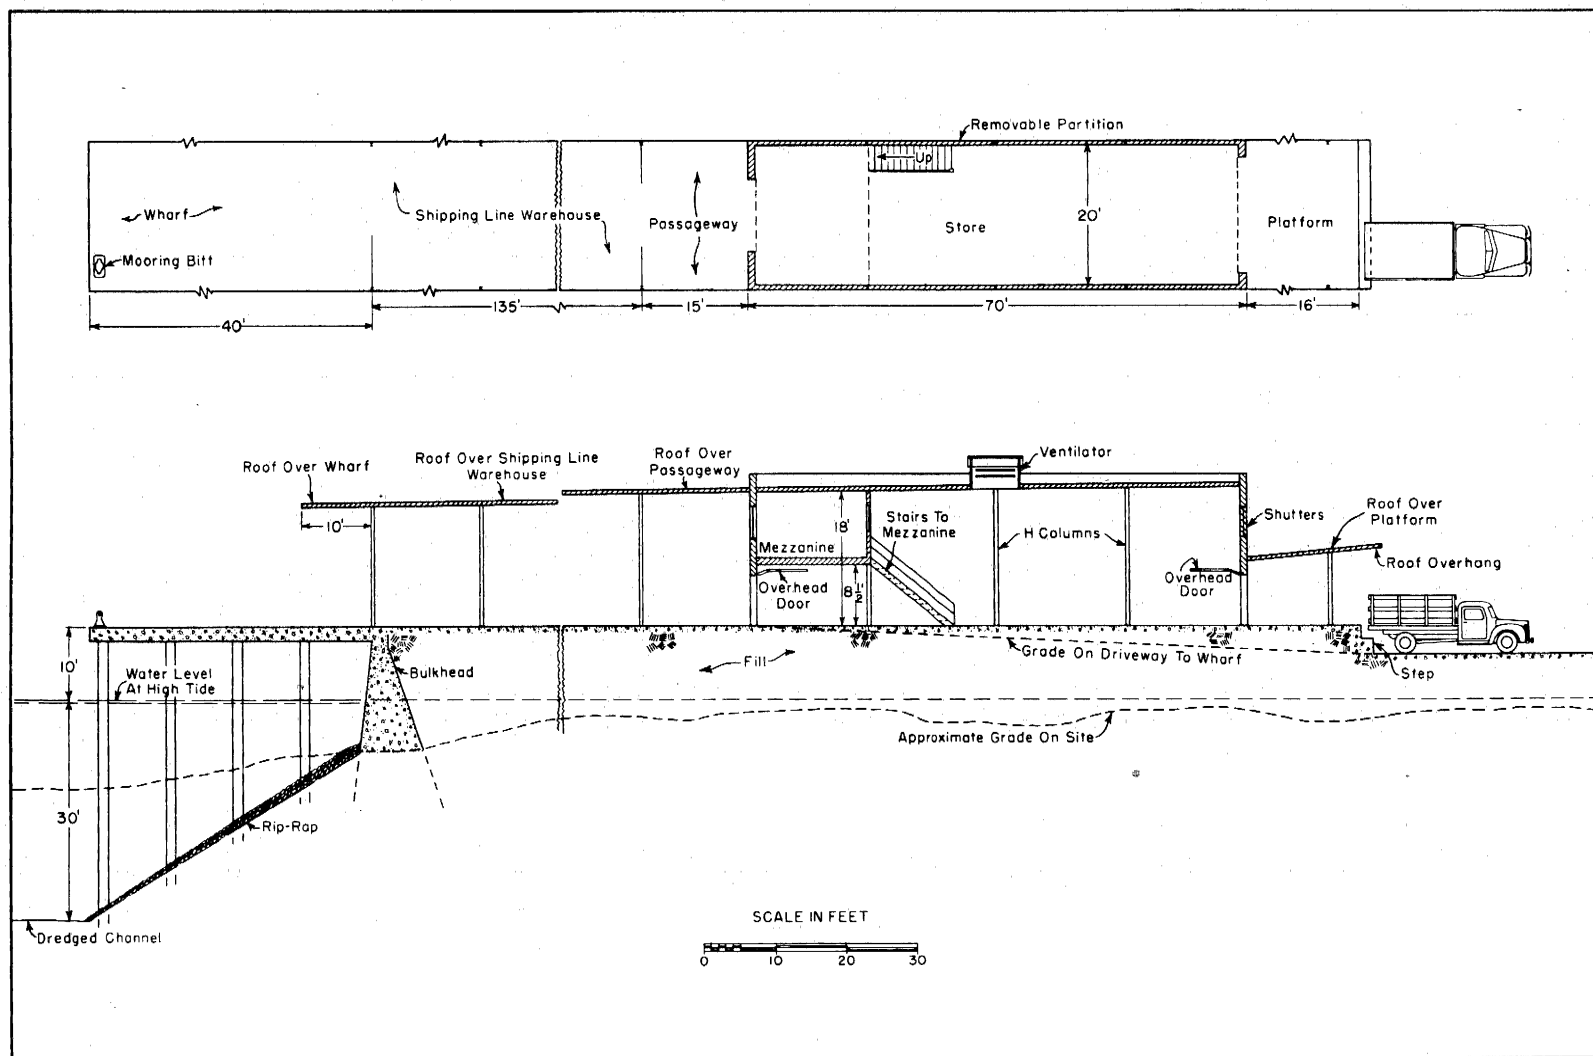 Removable Partition
Up
Wharf
Shipping Line Warehouse
Passageway
Store
20'
Platform
Mooring Bitt
135'
15'
70'
16'
40'
Roof Over Wharf
Roof Over Shipping Line
Warehouse
Roof Over
Passageway
Ventilator
10'
18'
Stairs To
Mezzanine
H Columns
Shutters
Roof Over
Platform
Mezzanine
Overhead
Door
8 1/2'
Overhead
Door
Roof Overhang
10'
Water Level
At High Tide
Bulkhead
Fill
Grade On Driveway To Wharf
Step
Approximate Grade On Site
30'
Rip-Rap
Dredged Channel
SCALE IN FEET
0 10 20 30